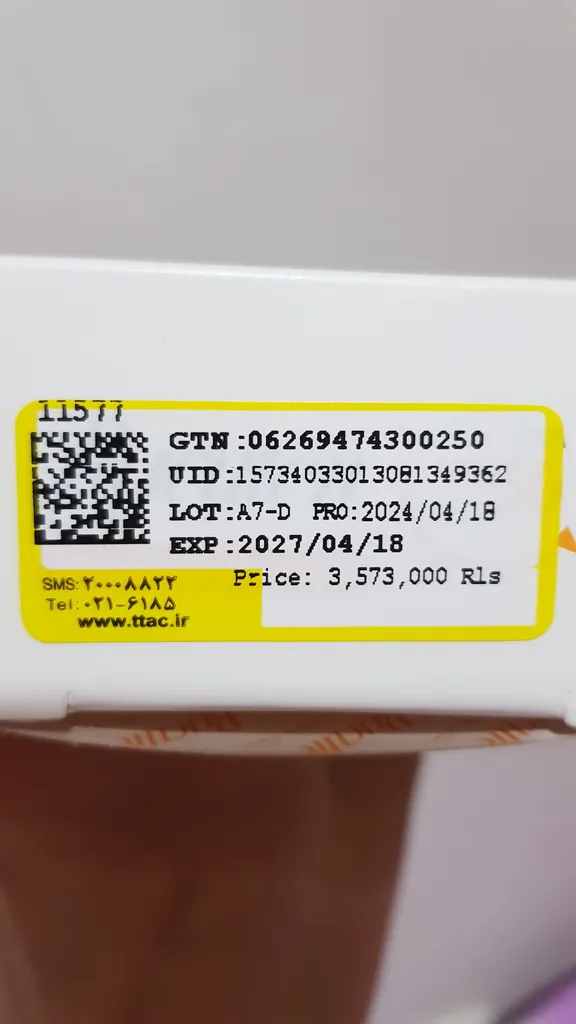 11577
GTN:06269474300250
UID:15734033013081349362
LOT:A7-D PRO:2024/04/18
EXP:2027/04/18
Price: 3,573,000 Rls
SMS:۲۰۰۰۸۸۲۲
Tel:۰۲۱-۶۱۸۵
www.ttac.ir